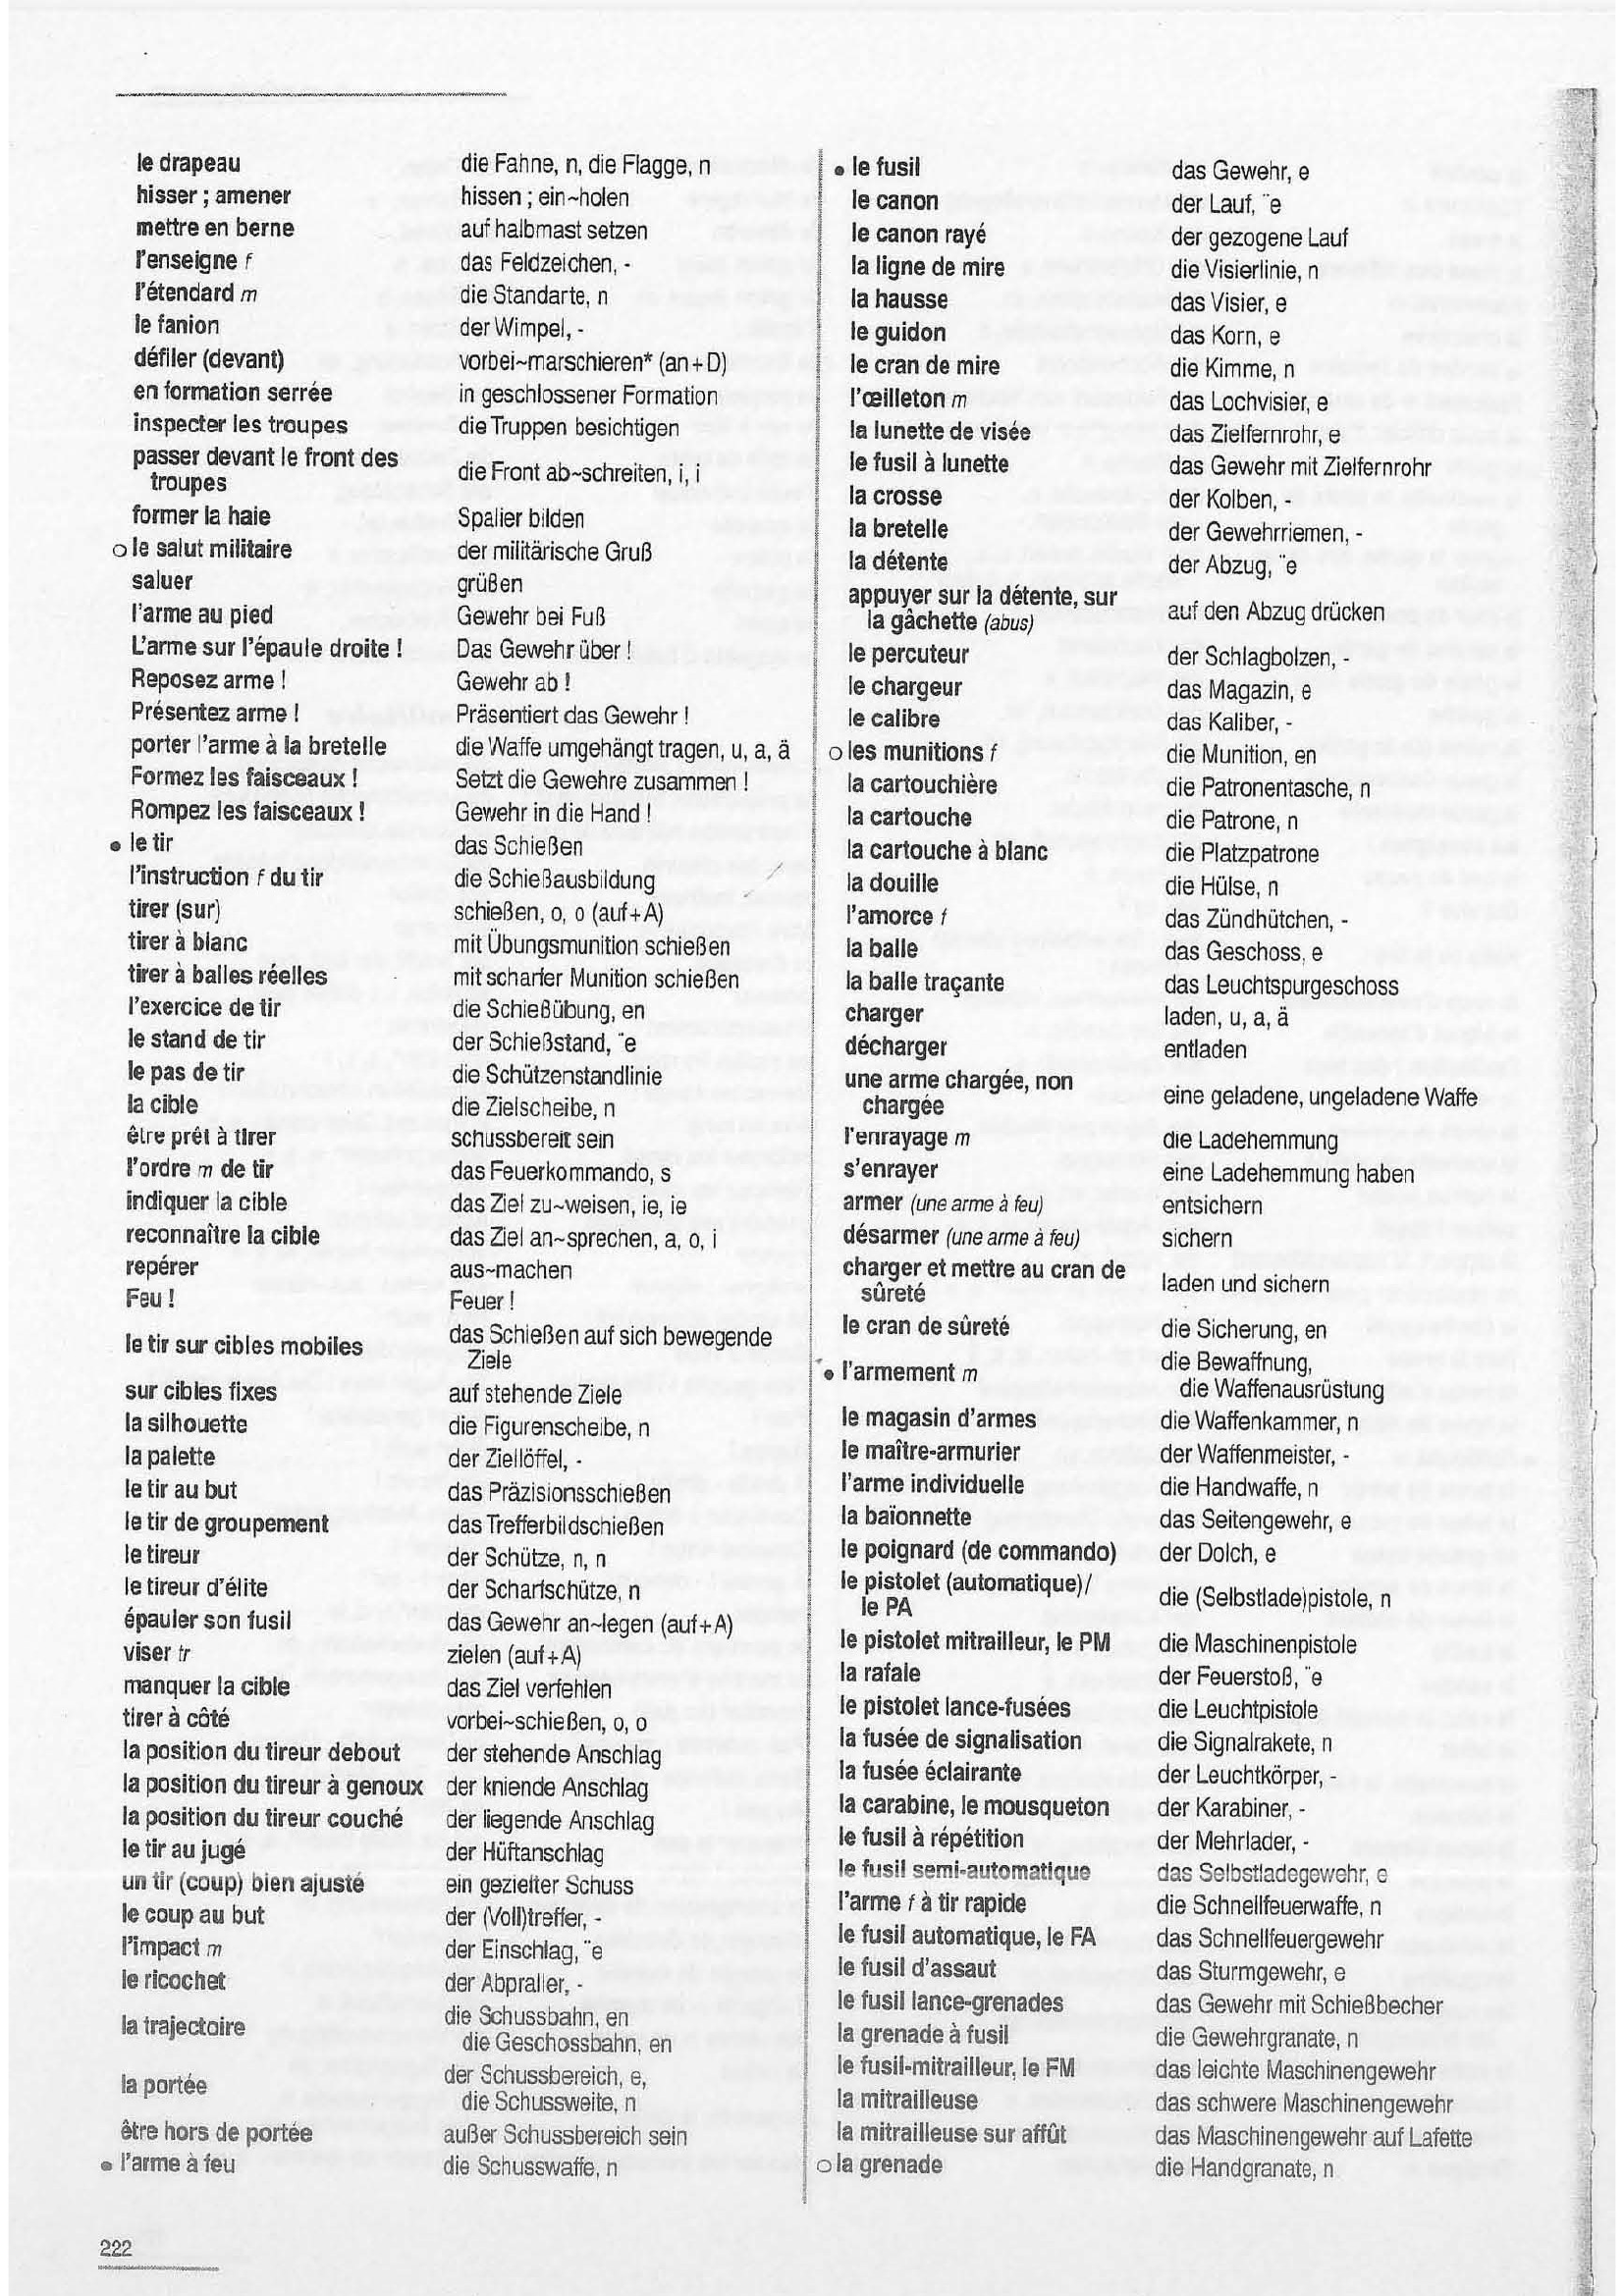 le drapeau die Fahne, n, die Flagge, n
hisser ; amener hissen ; ein~holen
mettre en berne auf halbmast setzen
l'enseigne f das Feldzeichen, -
l'étendard m die Standarte, n
le fanion der Wimpel, -
défiler (devant) vorbei~marschieren* (an+D)
en formation serrée in geschlossener Formation
inspecter les troupes die Truppen besichtigen
passer devant le front des
troupes die Front ab~schreiten, i, i
former la haie Spalier bilden
o le salut militaire der militärische Gruß
saluer grüßen
l'arme au pied Gewehr bei Fuß
L'arme sur l'épaule droite ! Das Gewehr über !
Reposez arme ! Gewehr ab !
Présentez arme ! Präsentiert das Gewehr !
porter l'arme à la bretelle die Waffe umgehängt tragen, u, a, ä
Formez les faisceaux ! Setzt die Gewehre zusammen !
Rompez les faisceaux ! Gewehr in die Hand !
• le tir das Schießen
l'instruction f du tir die Schießausbildung
tirer (sur) schießen, o, o (auf+A)
tirer à blanc mit Übungsmunition schießen
tirer à balles réelles mit scharfer Munition schießen
l'exercice de tir die Schießübung, en
le stand de tir der Schießstand, ¨e
le pas de tir die Schützenstandlinie
la cible die Zielscheibe, n
être prêt à tirer schussbereit sein
l'ordre m de tir das Feuerkommando, s
indiquer la cible das Ziel zu~weisen, ie, ie
reconnaître la cible das Ziel an~sprechen, a, o, i
repérer aus~machen
Feu ! Feuer !
le tir sur cibles mobiles das Schießen auf sich bewegende
Ziele
sur cibles fixes auf stehende Ziele
la silhouette die Figurenscheibe, n
la palette der Ziellöffel, -
le tir au but das Präzisionsschießen
le tir de groupement das Trefferbildschießen
le tireur der Schütze, n, n
le tireur d'élite der Scharfschütze, n
épauler son fusil das Gewehr an~legen (auf+A)
viser tr zielen (auf+A)
manquer la cible das Ziel verfehlen
tirer à côté vorbei~schießen, o, o
la position du tireur debout der stehende Anschlag
la position du tireur à genoux der kniende Anschlag
la position du tireur couché der liegende Anschlag
le tir au jugé der Hüftanschlag
un tir (coup) bien ajusté ein gezielter Schuss
le coup au but der (Voll)treffer, -
l'impact m der Einschlag, ¨e
le ricochet der Abpraller, -
la trajectoire die Schussbahn, en
die Geschossbahn, en
la portée der Schussbereich, e,
die Schussweite, n
être hors de portée außer Schussbereich sein
• l'arme à feu die Schusswaffe, n
• le fusil das Gewehr, e
le canon der Lauf, ¨e
le canon rayé der gezogene Lauf
la ligne de mire die Visierlinie, n
la hausse das Visier, e
le guidon das Korn, e
le cran de mire die Kimme, n
l'œilleton m das Lochvisier, e
la lunette de visée das Zielfernrohr, e
le fusil à lunette das Gewehr mit Zielfernrohr
la crosse der Kolben, -
la bretelle der Gewehrriemen, -
la détente der Abzug, ¨e
appuyer sur la détente, sur
la gâchette (abus) auf den Abzug drücken
le percuteur der Schlagbolzen, -
le chargeur das Magazin, e
le calibre das Kaliber, -
o les munitions f die Munition, en
la cartouchière die Patronentasche, n
la cartouche die Patrone, n
la cartouche à blanc die Platzpatrone
la douille die Hülse, n
l'amorce f das Zündhütchen, -
la balle das Geschoss, e
la balle traçante das Leuchtspurgeschoss
charger laden, u, a, ä
décharger entladen
une arme chargée, non
chargée eine geladene, ungeladene Waffe
l'enrayage m die Ladehemmung
s'enrayer eine Ladehemmung haben
armer (une arme à feu) entsichern
désarmer (une arme à feu) sichern
charger et mettre au cran de
sûreté laden und sichern
le cran de sûreté die Sicherung, en
• l'armement m die Bewaffnung,
die Waffenausrüstung
le magasin d'armes die Waffenkammer, n
le maître-armurier der Waffenmeister, -
l'arme individuelle die Handwaffe, n
la baïonnette das Seitengewehr, e
le poignard (de commando) der Dolch, e
le pistolet (automatique)/
le PA die (Selbstlade)pistole, n
le pistolet mitrailleur, le PM die Maschinenpistole
la rafale der Feuerstoß, ¨e
le pistolet lance-fusées die Leuchtpistole
la fusée de signalisation die Signalrakete, n
la fusée éclairante der Leuchtkörper, -
la carabine, le mousqueton der Karabiner, -
le fusil à répétition der Mehrlader, -
le fusil semi-automatique das Selbstladegewehr, e
l'arme f à tir rapide die Schnellfeuerwaffe, n
le fusil automatique, le FA das Schnellfeuergewehr
le fusil d'assaut das Sturmgewehr, e
le fusil lance-grenades das Gewehr mit Schießbecher
la grenade à fusil die Gewehrgranate, n
le fusil-mitrailleur, le FM das leichte Maschinengewehr
la mitrailleuse das schwere Maschinengewehr
la mitrailleuse sur affût das Maschinengewehr auf Lafette
o la grenade die Handgranate, n
222